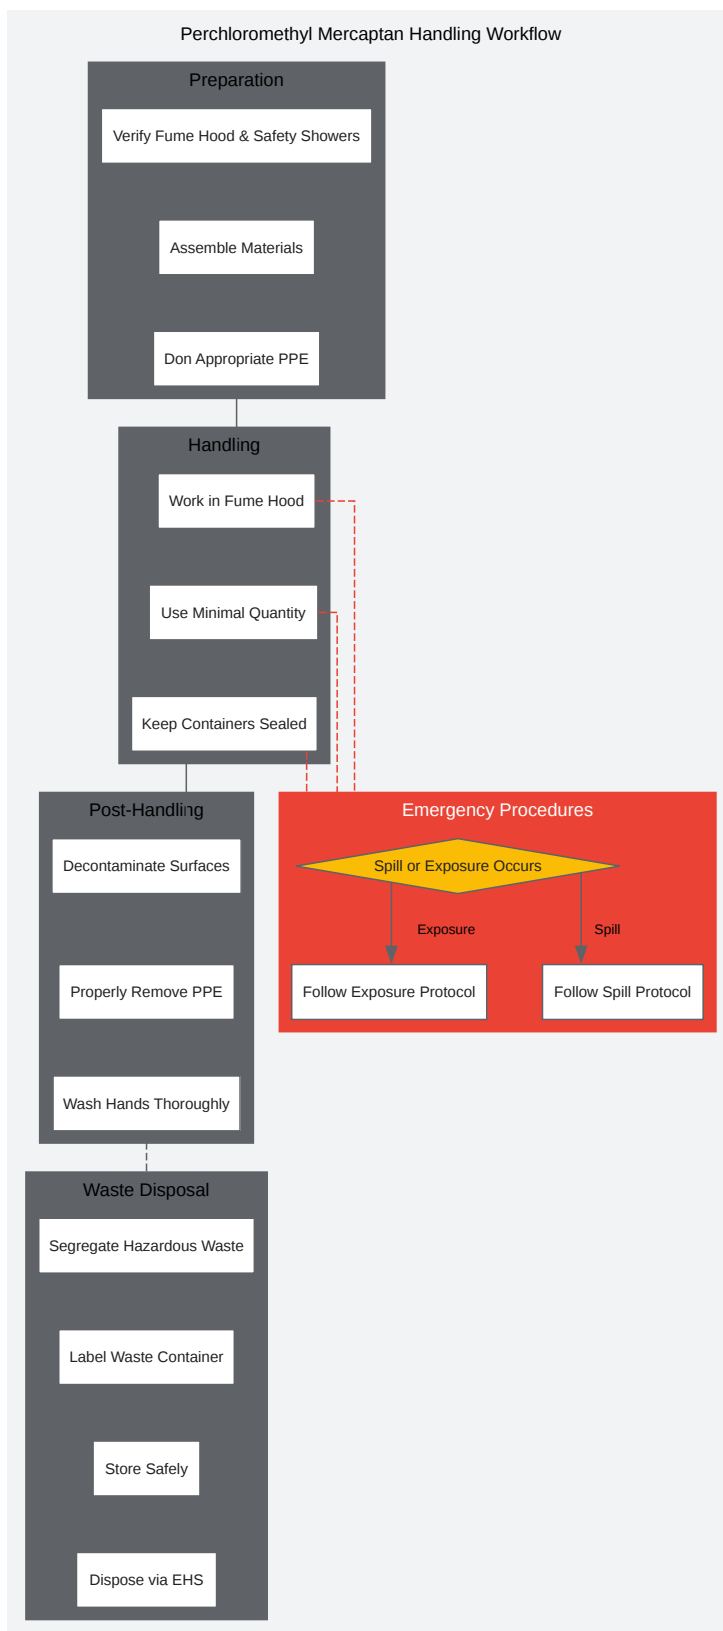 Perchloromethyl Mercaptan Handling Workflow
Preparation
Verify Fume Hood & Safety Showers
Assemble Materials
Don Appropriate PPE
Handling
Work in Fume Hood
Use Minimal Quantity
Keep Containers Sealed
Post-Handling
Decontaminate Surfaces
Properly Remove PPE
Wash Hands Thoroughly
Emergency Procedures
Spill or Exposure Occurs
Exposure
Spill
Follow Exposure Protocol
Follow Spill Protocol
Waste Disposal
Segregate Hazardous Waste
Label Waste Container
Store Safely
Dispose via EHS